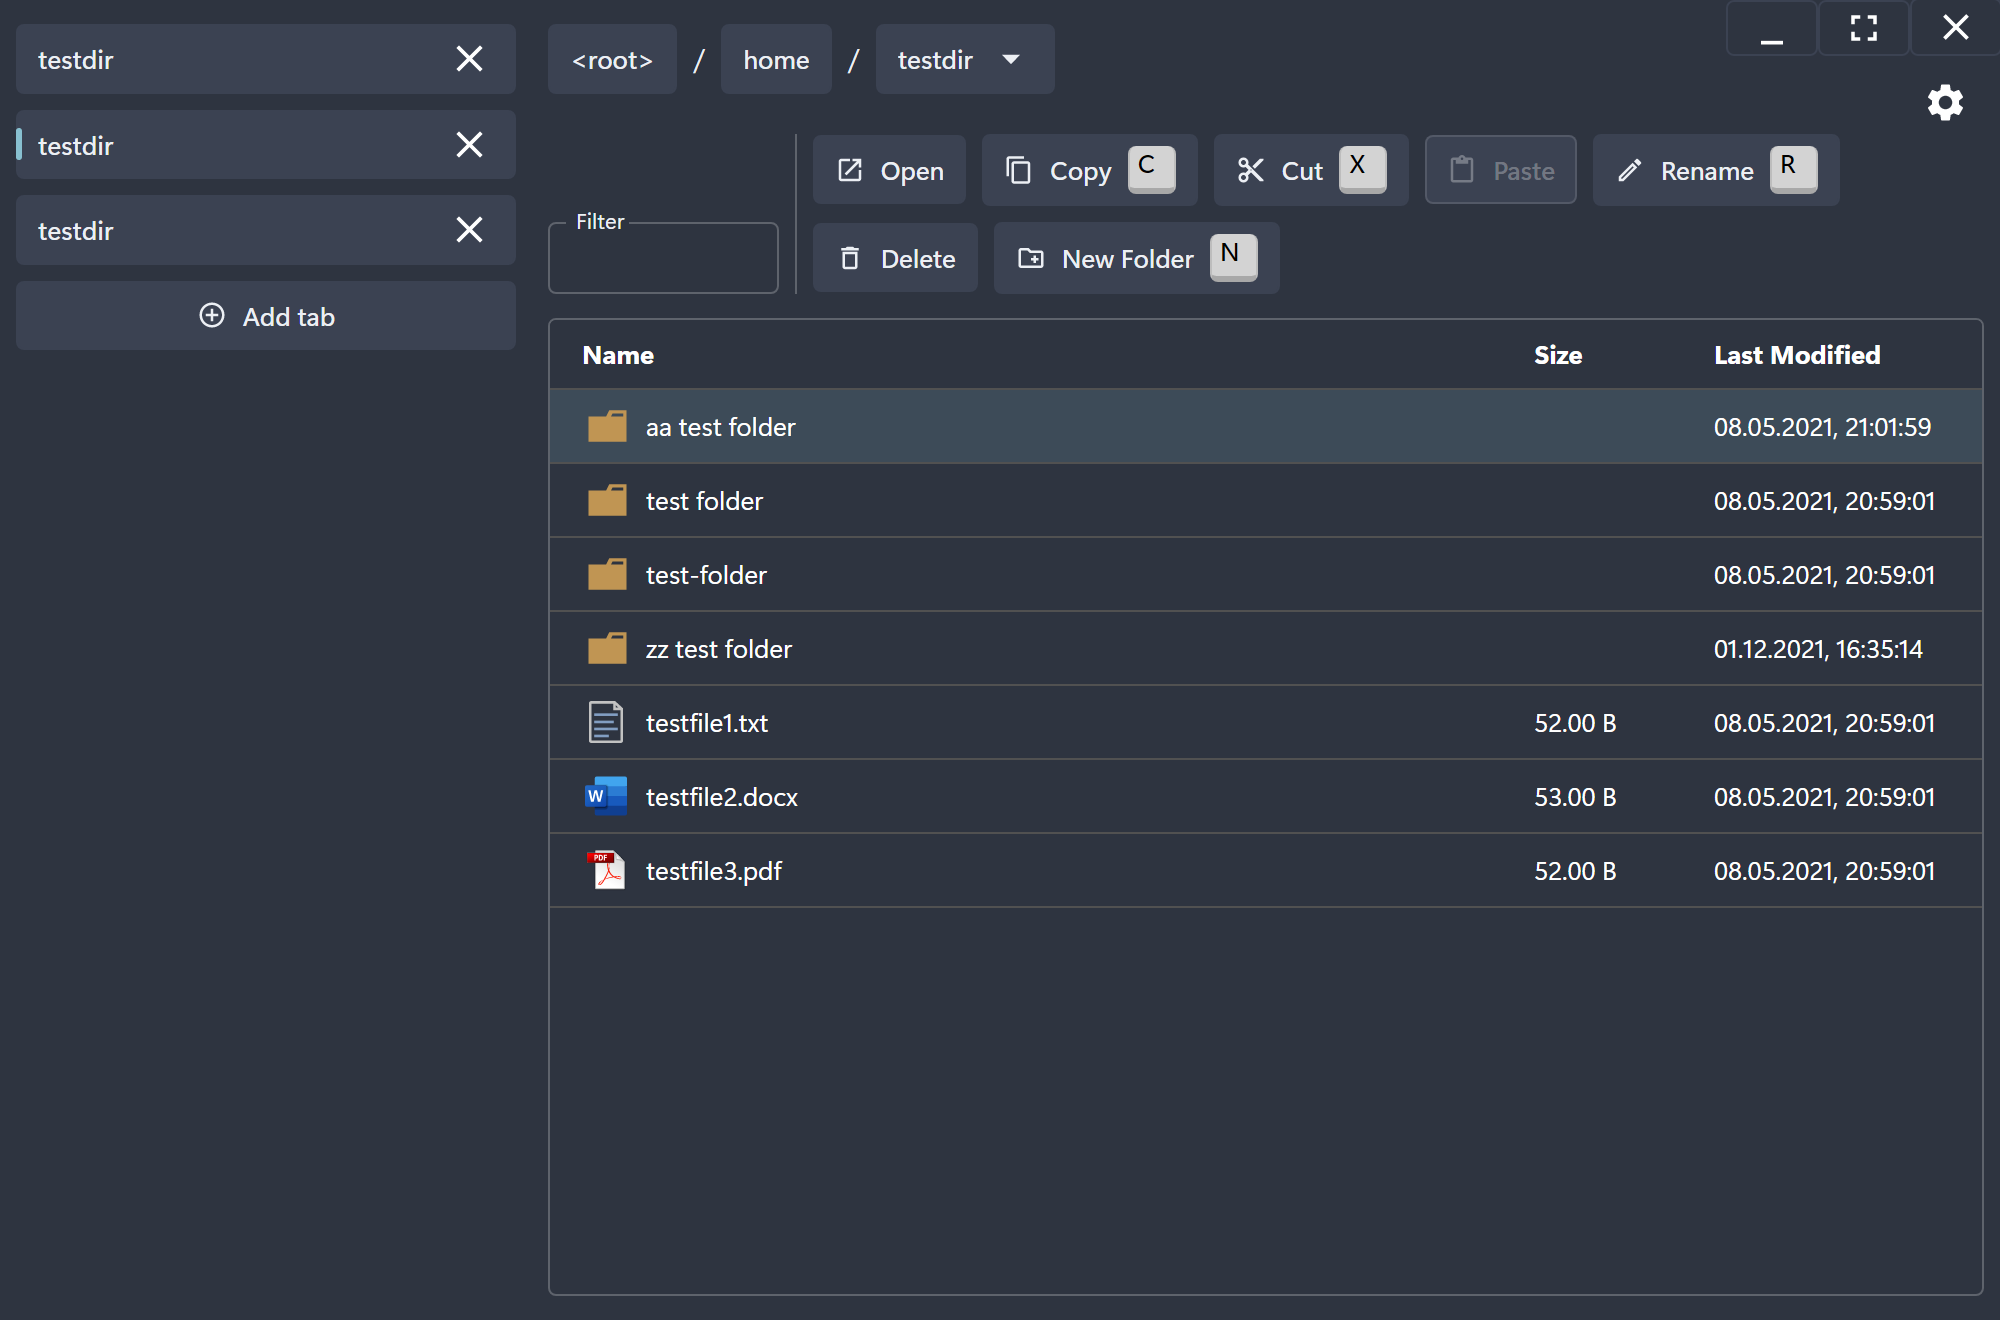 testdir
testdir
testdir
Add tab
<root> / home / testdir
Filter
Open Copy C Cut X Paste Rename R
Delete New Folder N
Name Size Last Modified
aa test folder 08.05.2021, 21:01:59
test folder 08.05.2021, 20:59:01
test-folder 08.05.2021, 20:59:01
zz test folder 01.12.2021, 16:35:14
testfile1.txt 52.00 B 08.05.2021, 20:59:01
W testfile2.docx 53.00 B 08.05.2021, 20:59:01
PDF testfile3.pdf 52.00 B 08.05.2021, 20:59:01